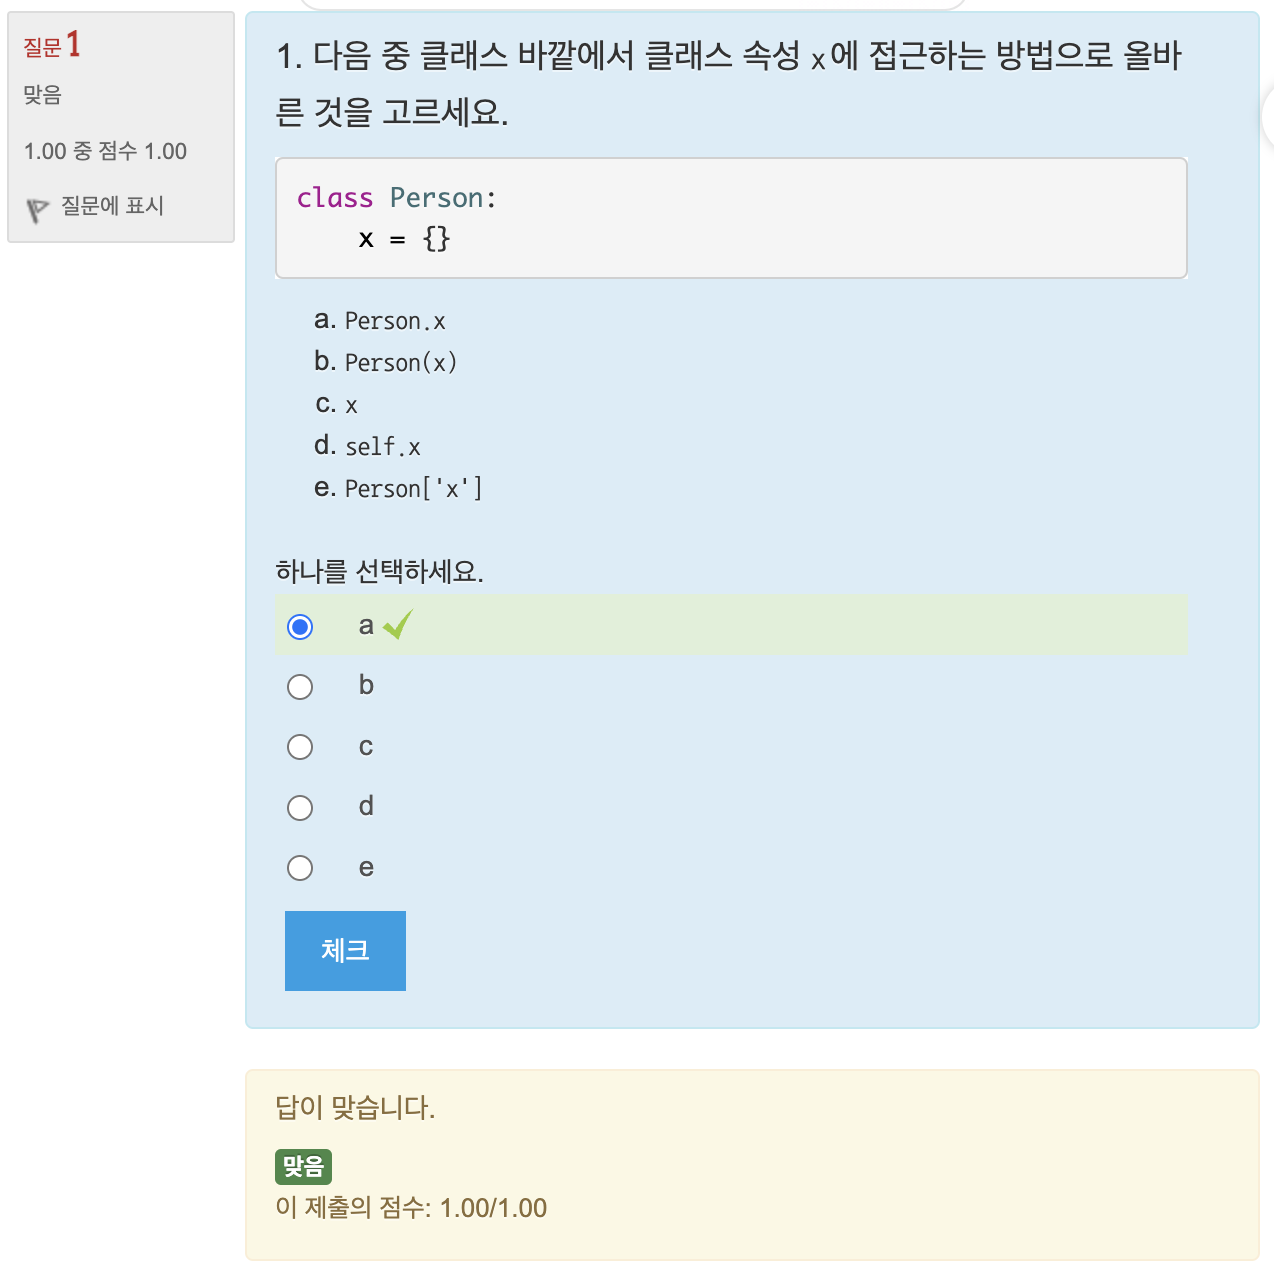 질문 1
맞음
1.00 중 점수 1.00
질문에 표시
1. 다음 중 클래스 바깥에서 클래스 속성 x에 접근하는 방법으로 올바
른 것을 고르세요.
class Person:
    x = {}
a. Person.x
b. Person(x)
c. x
d. self.x
e. Person['x']
하나를 선택하세요.
a
b
c
d
e
체크
답이 맞습니다.
맞음
이 제출의 점수: 1.00/1.00